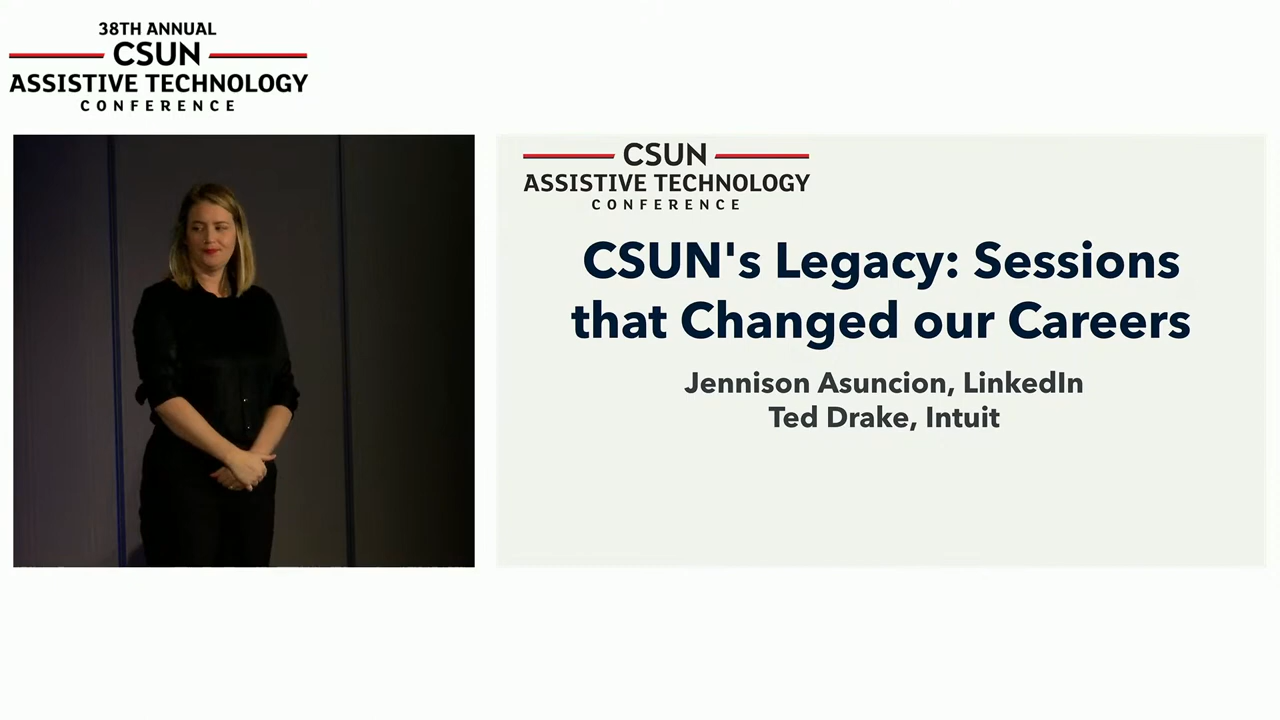 38TH ANNUAL
CSUN
ASSISTIVE TECHNOLOGY
CONFERENCE
CSUN
ASSISTIVE TECHNOLOGY
CONFERENCE
CSUN's Legacy: Sessions
that Changed our Careers
Jennison Asuncion, LinkedIn
Ted Drake, Intuit